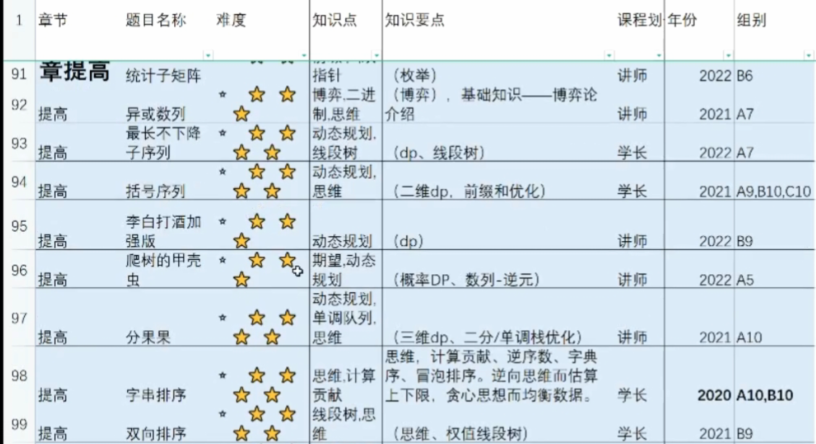 1 章节 题目名称 难度 知识点 知识要点 课程划 年份 组别
章提高
91 统计子矩阵 指针 （枚举） 讲师 2022 B6
92 提高 异或数列 博弈,二进制,思维 （博弈），基础知识——博弈论介绍 讲师 2021 A7
93 提高 最长不下降子序列 动态规划,线段树 （dp、线段树） 学长 2022 A7
94 提高 括号序列 动态规划,思维 （二维dp，前缀和优化） 学长 2021 A9,B10,C10
95 提高 李白打酒加强版 动态规划 （dp） 讲师 2022 B9
96 提高 爬树的甲壳虫 期望,动态规划 （概率DP、数列-逆元） 讲师 2022 A5
97 提高 分果果 动态规划,单调队列,思维 （三维dp、二分/单调栈优化） 讲师 2021 A10
98 提高 字串排序 思维,计算贡献 思维，计算贡献、逆序数、字典序、冒泡排序。逆向思维而估算上下限，贪心思想而均衡数据。 学长 2020 A10,B10
99 提高 双向排序 线段树,思维 （思维、权值线段树） 学长 2021 B9